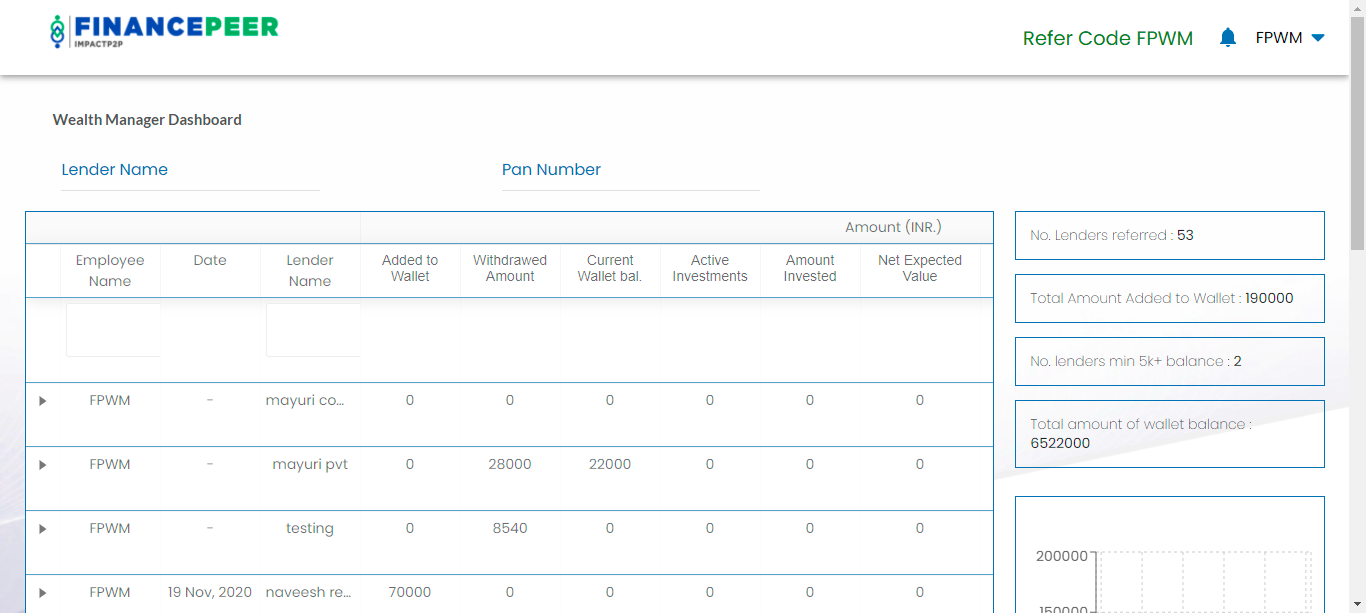 FINANCEPEER
IMPACTP2P
Refer Code FPWM
FPWM
Wealth Manager Dashboard
Lender Name
Pan Number
Amount (INR.)
Employee Name
Date
Lender Name
Added to Wallet
Withdrawed Amount
Current Wallet bal.
Active Investments
Amount Invested
Net Expected Value
FPWM - mayuri co... 0 0 0 0 0 0
FPWM - mayuri pvt 0 28000 22000 0 0 0
FPWM - testing 0 8540 0 0 0 0
FPWM 19 Nov, 2020 naveesh re... 70000 0 0 0 0 0
No. Lenders referred : 53
Total Amount Added to Wallet : 190000
No. lenders min 5k+ balance : 2
Total amount of wallet balance :
6522000
200000
150000